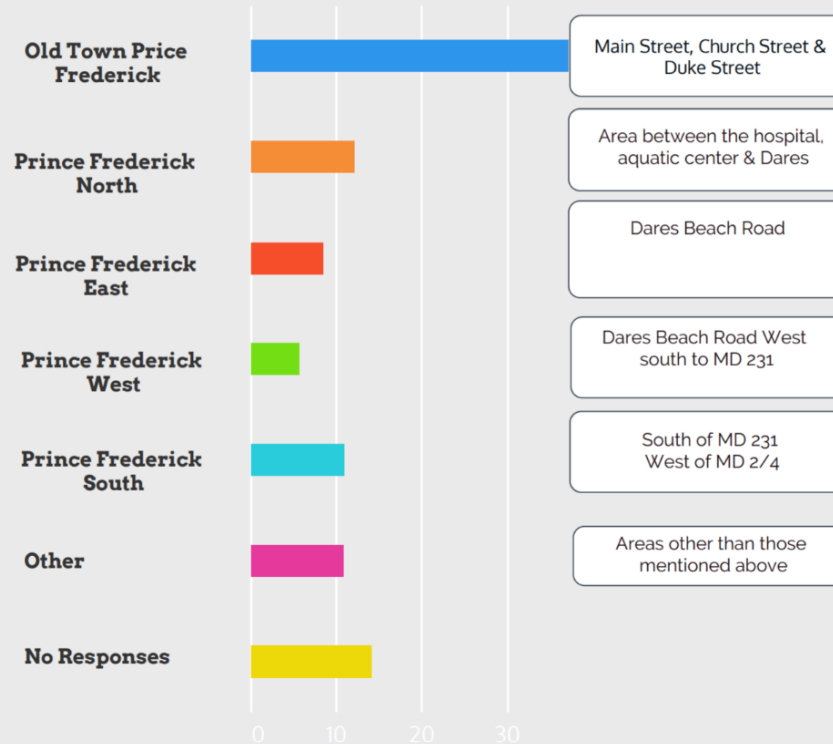 Old Town Price
Frederick
Main Street, Church Street &
Duke Street
Prince Frederick
North
Area between the hospital,
aquatic center & Dares
Prince Frederick
East
Dares Beach Road
Prince Frederick
West
Dares Beach Road West
south to MD 231
Prince Frederick
South
South of MD 231
West of MD 2/4
Other
Areas other than those
mentioned above
No Responses
0 10 20 30